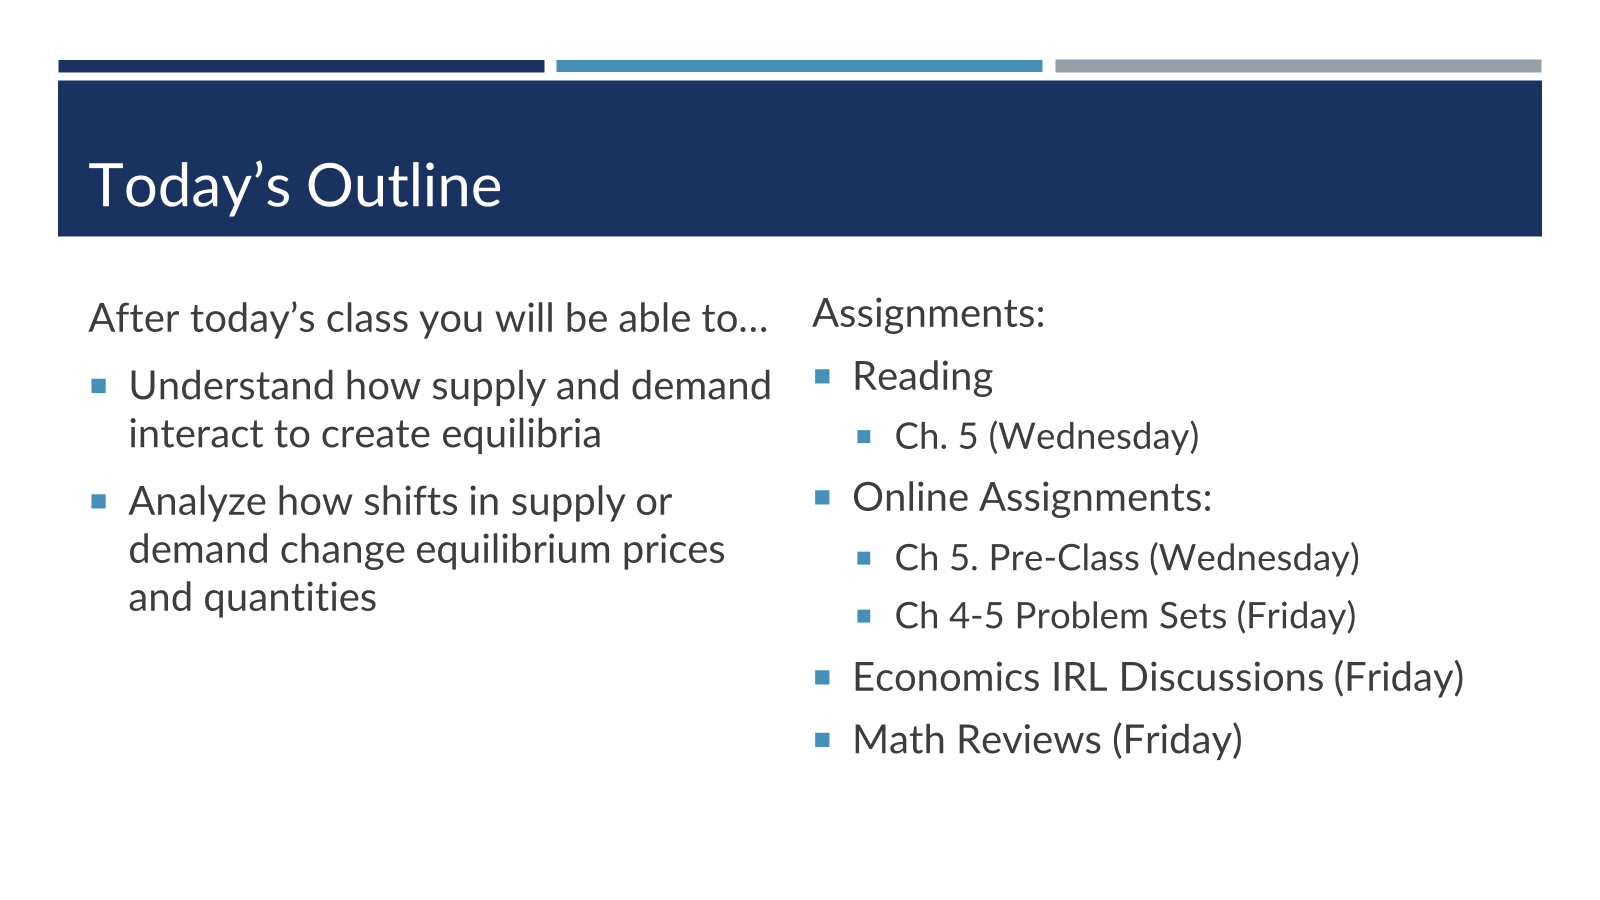 Today’s Outline
After today’s class you will be able to…
Understand how supply and demand
interact to create equilibria
Analyze how shifts in supply or
demand change equilibrium prices
and quantities
Assignments:
Reading
Ch. 5 (Wednesday)
Online Assignments:
Ch 5. Pre-Class (Wednesday)
Ch 4-5 Problem Sets (Friday)
Economics IRL Discussions (Friday)
Math Reviews (Friday)